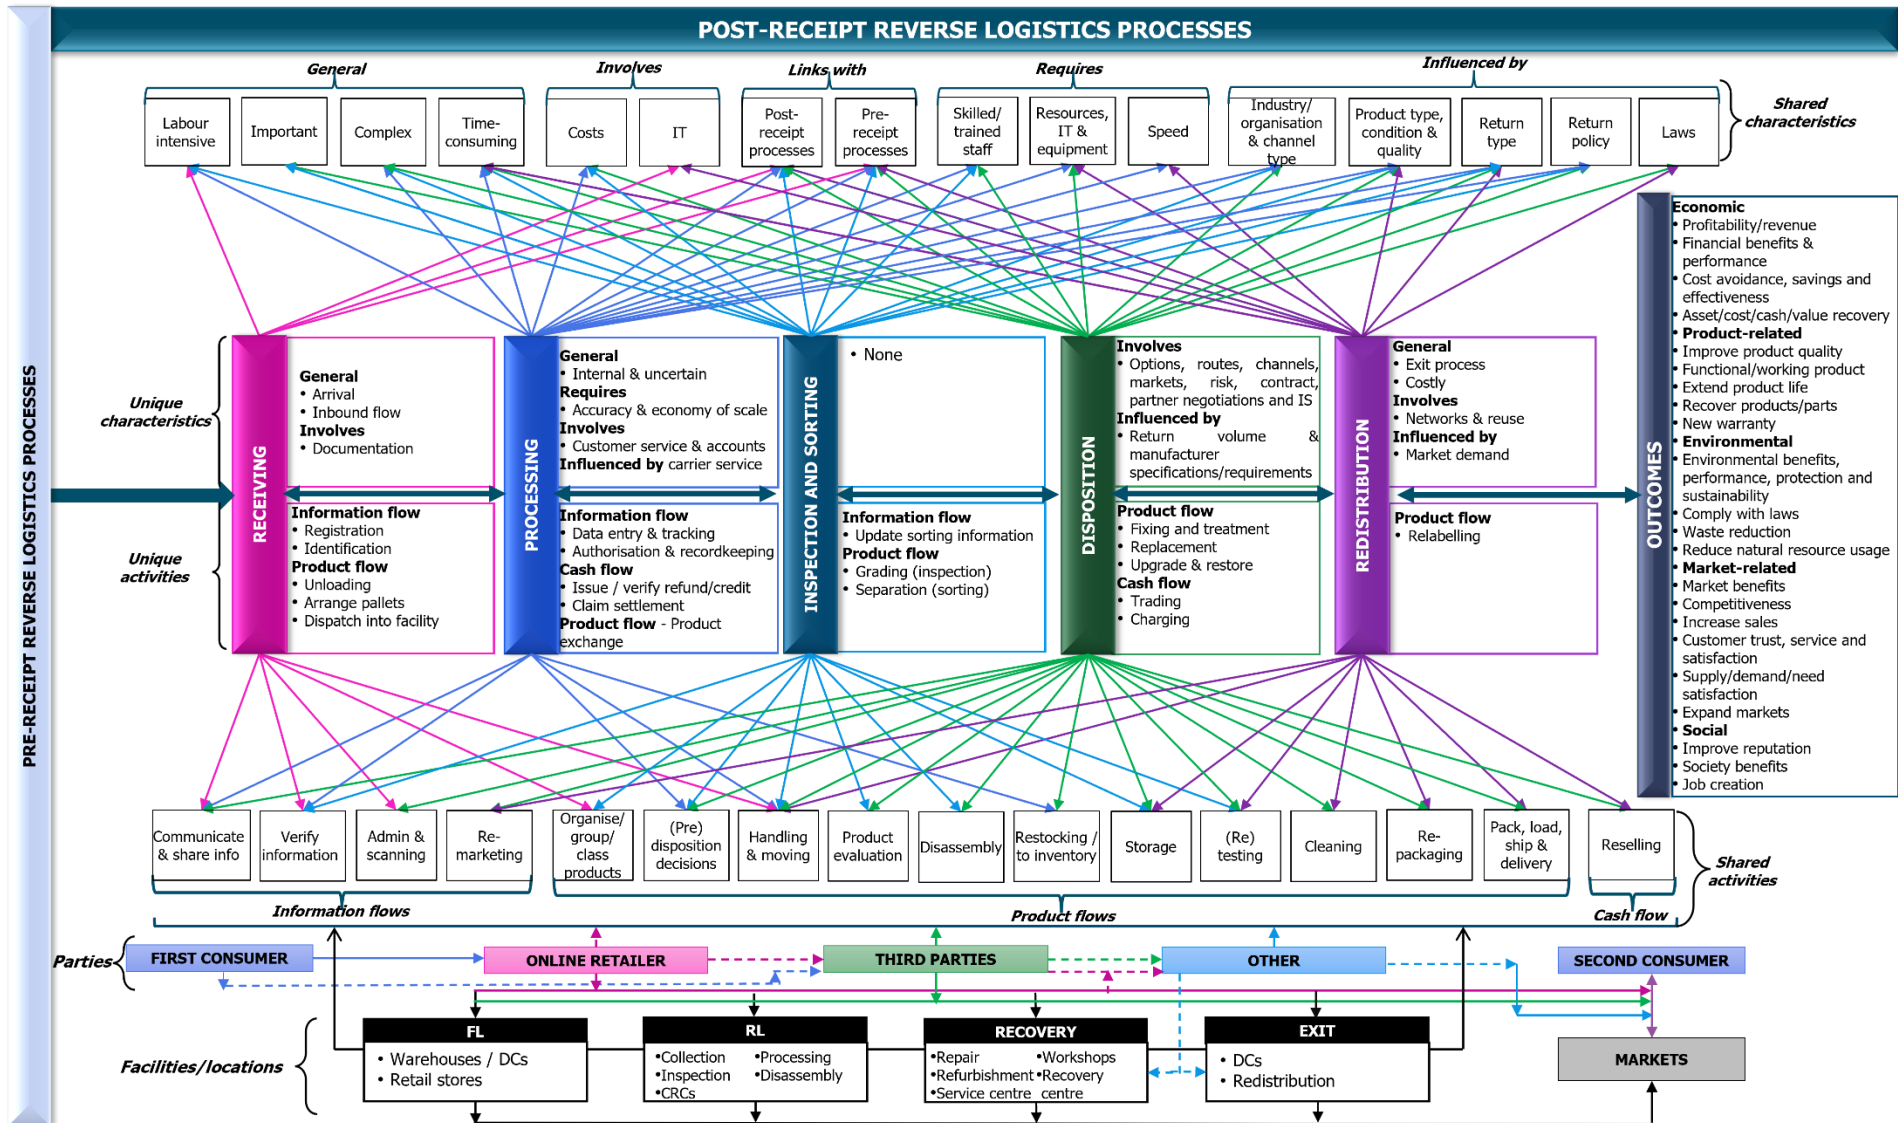 POST-RECEIPT REVERSE LOGISTICS PROCESSES
PRE-RECEIPT REVERSE LOGISTICS PROCESSES
General
Involves
Links with
Requires
Influenced by
Shared
characteristics
Labour
intensive
Important
Complex
Time-
consuming
Costs
IT
Post-
receipt
processes
Pre-
receipt
processes
Skilled/
trained
staff
Resources,
IT &
equipment
Speed
Industry/
organisation
& channel
type
Product type,
condition &
quality
Return
type
Return
policy
Laws
Unique
characteristics
Unique
activities
RECEIVING
General
• Arrival
• Inbound flow
Involves
• Documentation
Information flow
• Registration
• Identification
Product flow
• Unloading
• Arrange pallets
• Dispatch into facility
PROCESSING
General
• Internal & uncertain
Requires
• Accuracy & economy of scale
Involves
• Customer service & accounts
Influenced by carrier service
Information flow
• Data entry & tracking
• Authorisation & recordkeeping
Cash flow
• Issue / verify refund/credit
• Claim settlement
Product flow - Product
exchange
INSPECTION AND SORTING
• None
Information flow
• Update sorting information
Product flow
• Grading (inspection)
• Separation (sorting)
DISPOSITION
Involves
• Options, routes, channels,
markets, risk, contract,
partner negotiations and IS
Influenced by
• Return volume &
manufacturer
specifications/requirements
Product flow
• Fixing and treatment
• Replacement
• Upgrade & restore
Cash flow
• Trading
• Charging
REDISTRIBUTION
General
• Exit process
• Costly
Involves
• Networks & reuse
Influenced by
• Market demand
Product flow
• Relabelling
OUTCOMES
Economic
• Profitability/revenue
• Financial benefits &
performance
• Cost avoidance, savings and
effectiveness
• Asset/cost/cash/value recovery
Product-related
• Improve product quality
• Functional/working product
• Extend product life
• Recover products/parts
• New warranty
Environmental
• Environmental benefits,
performance, protection and
sustainability
• Comply with laws
• Waste reduction
• Reduce natural resource usage
Market-related
• Market benefits
• Competitiveness
• Increase sales
• Customer trust, service and
satisfaction
• Supply/demand/need
satisfaction
• Expand markets
Social
• Improve reputation
• Society benefits
• Job creation
Communicate
& share info
Verify
information
Admin &
scanning
Re-
marketing
Organise/
group/
class
products
(Pre)
disposition
decisions
Handling
& moving
Product
evaluation
Disassembly
Restocking /
to inventory
Storage
(Re)
testing
Cleaning
Re-
packaging
Pack, load,
ship &
delivery
Reselling
Shared
activities
Information flows
Product flows
Cash flow
Parties
FIRST CONSUMER
ONLINE RETAILER
THIRD PARTIES
OTHER
SECOND CONSUMER
Facilities/locations
FL
• Warehouses / DCs
• Retail stores
RL
•Collection
•Inspection
•CRCs
•Processing
•Disassembly
RECOVERY
•Repair
•Refurbishment
•Service centre
•Workshops
•Recovery
centre
EXIT
• DCs
• Redistribution
MARKETS